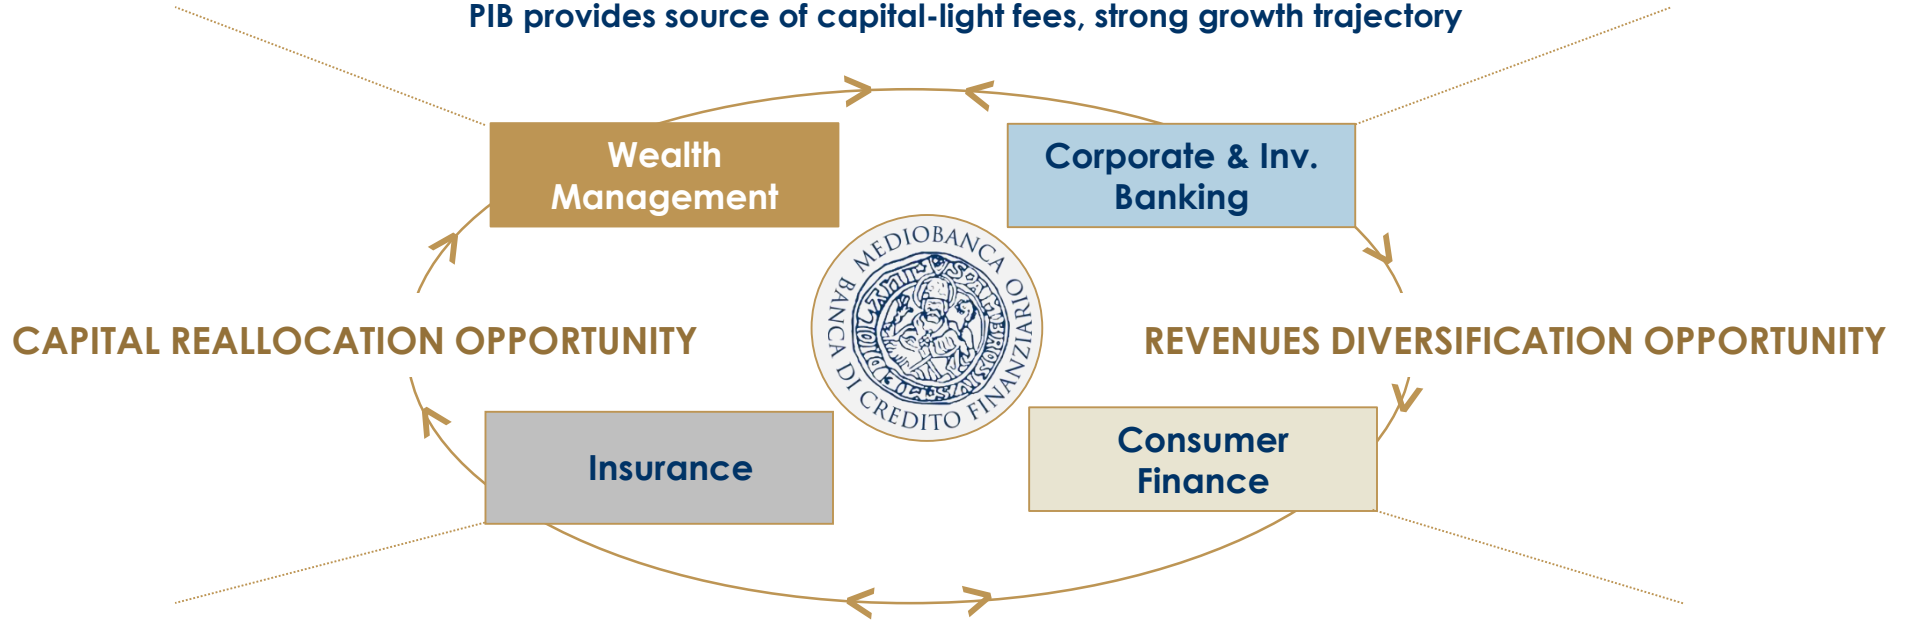 PIB provides source of capital-light fees, strong growth trajectory
Wealth
Management
Corporate & Inv.
Banking
MEDIOBANCA
BANCA DI CREDITO FINANZIARIO
CAPITAL REALLOCATION OPPORTUNITY
REVENUES DIVERSIFICATION OPPORTUNITY
Insurance
Consumer
Finance